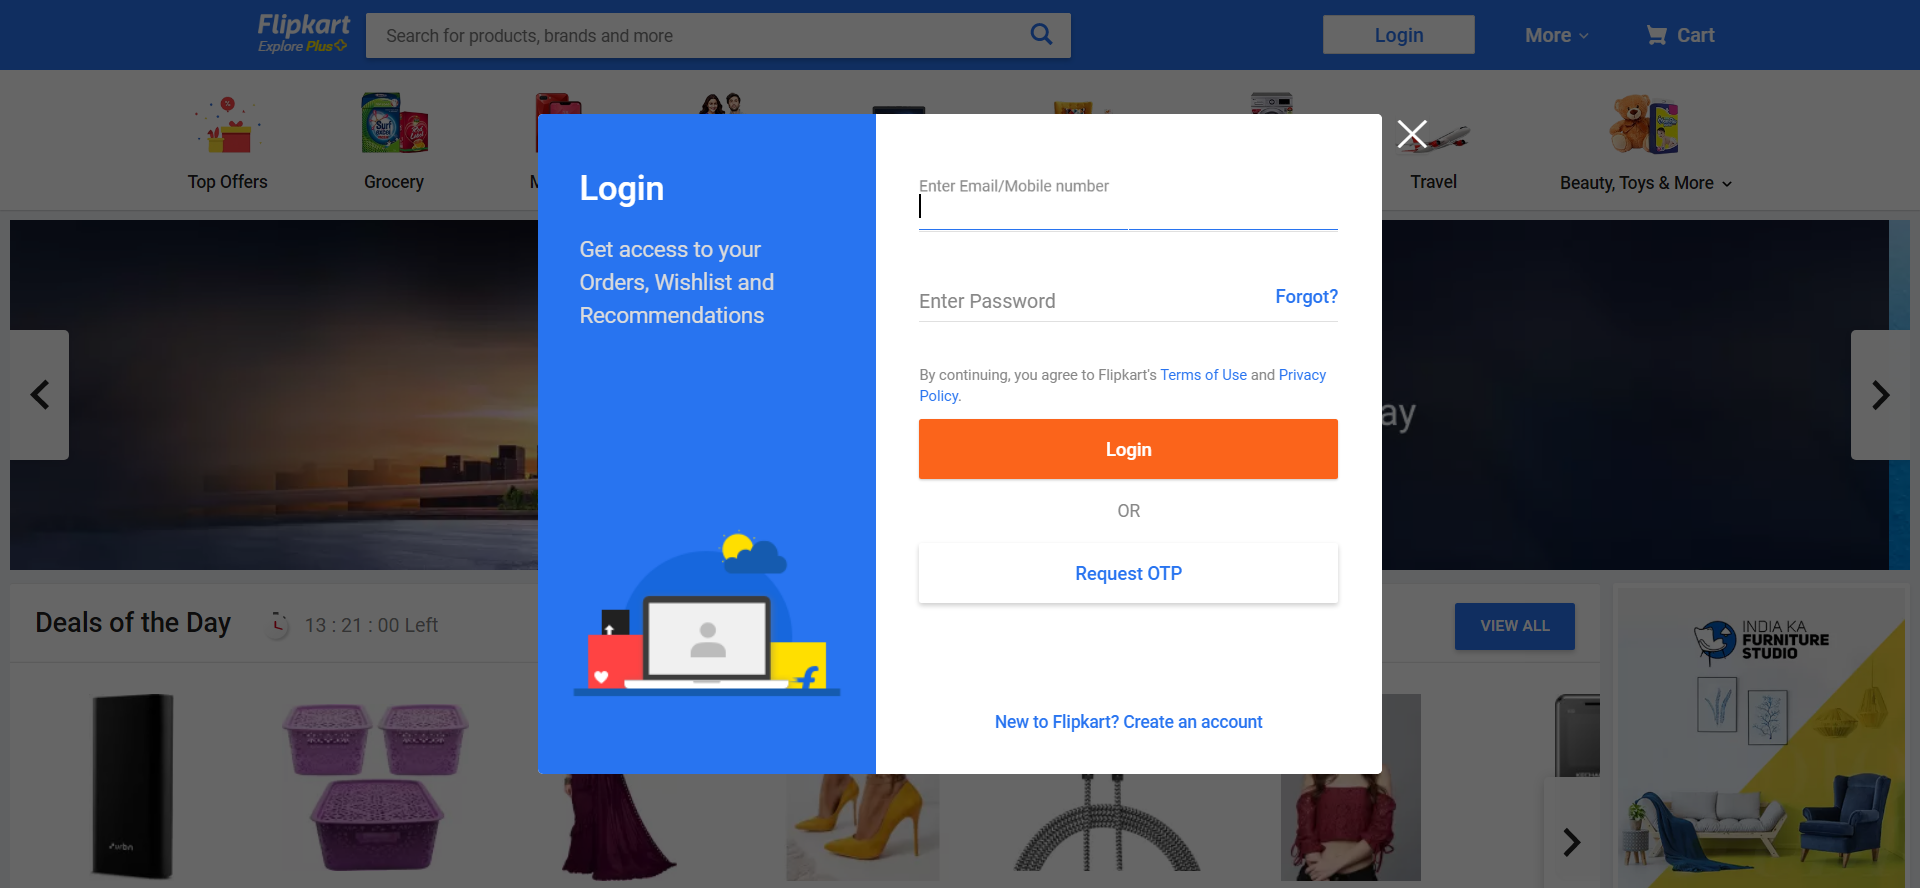 Flipkart
Explore Plus
Search for products, brands and more
Login
More
Cart
Top Offers
Grocery
M
Travel
Beauty, Toys & More
Surf
excel
Login
Get access to your
Orders, Wishlist and
Recommendations
Enter Email/Mobile number
Enter Password
Forgot?
By continuing, you agree to Flipkart's Terms of Use and Privacy
Policy.
Login
OR
Request OTP
New to Flipkart? Create an account
ay
Deals of the Day
13 : 21 : 00 Left
VIEW ALL
INDIA KA
FURNITURE
STUDIO
urbn